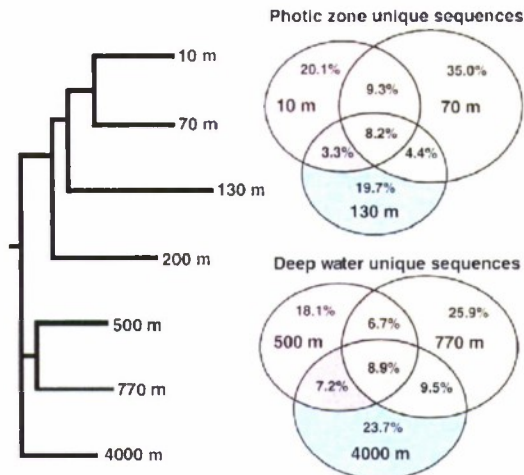 10 m
70 m
130 m
200 m
500 m
770 m
4000 m
Photic zone unique sequences
20.1%
9.3%
35.0%
10 m
70 m
8.2%
3.3%
4.4%
19.7%
130 m
Deep water unique sequences
18.1%
6.7%
25.9%
500 m
770 m
8.9%
7.2%
9.5%
23.7%
4000 m